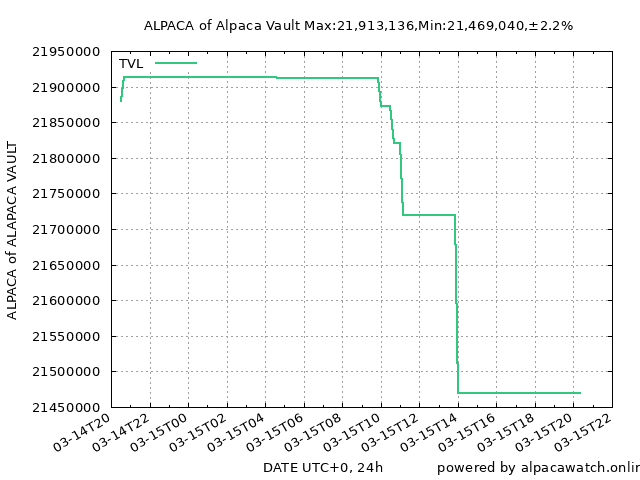 ALPACA of Alpaca Vault Max:21,913,136,Min:21,469,040,±2.2%
TVL
21950000
21900000
21850000
21800000
21750000
21700000
21650000
21600000
21550000
21500000
21450000
ALPACA of ALAPACA VAULT
03-14T20
03-14T22
03-15T00
03-15T02
03-15T04
03-15T06
03-15T08
03-15T10
03-15T12
03-15T14
03-15T16
03-15T18
03-15T20
03-15T22
DATE UTC+0, 24h
powered by alpacawatch.onlin